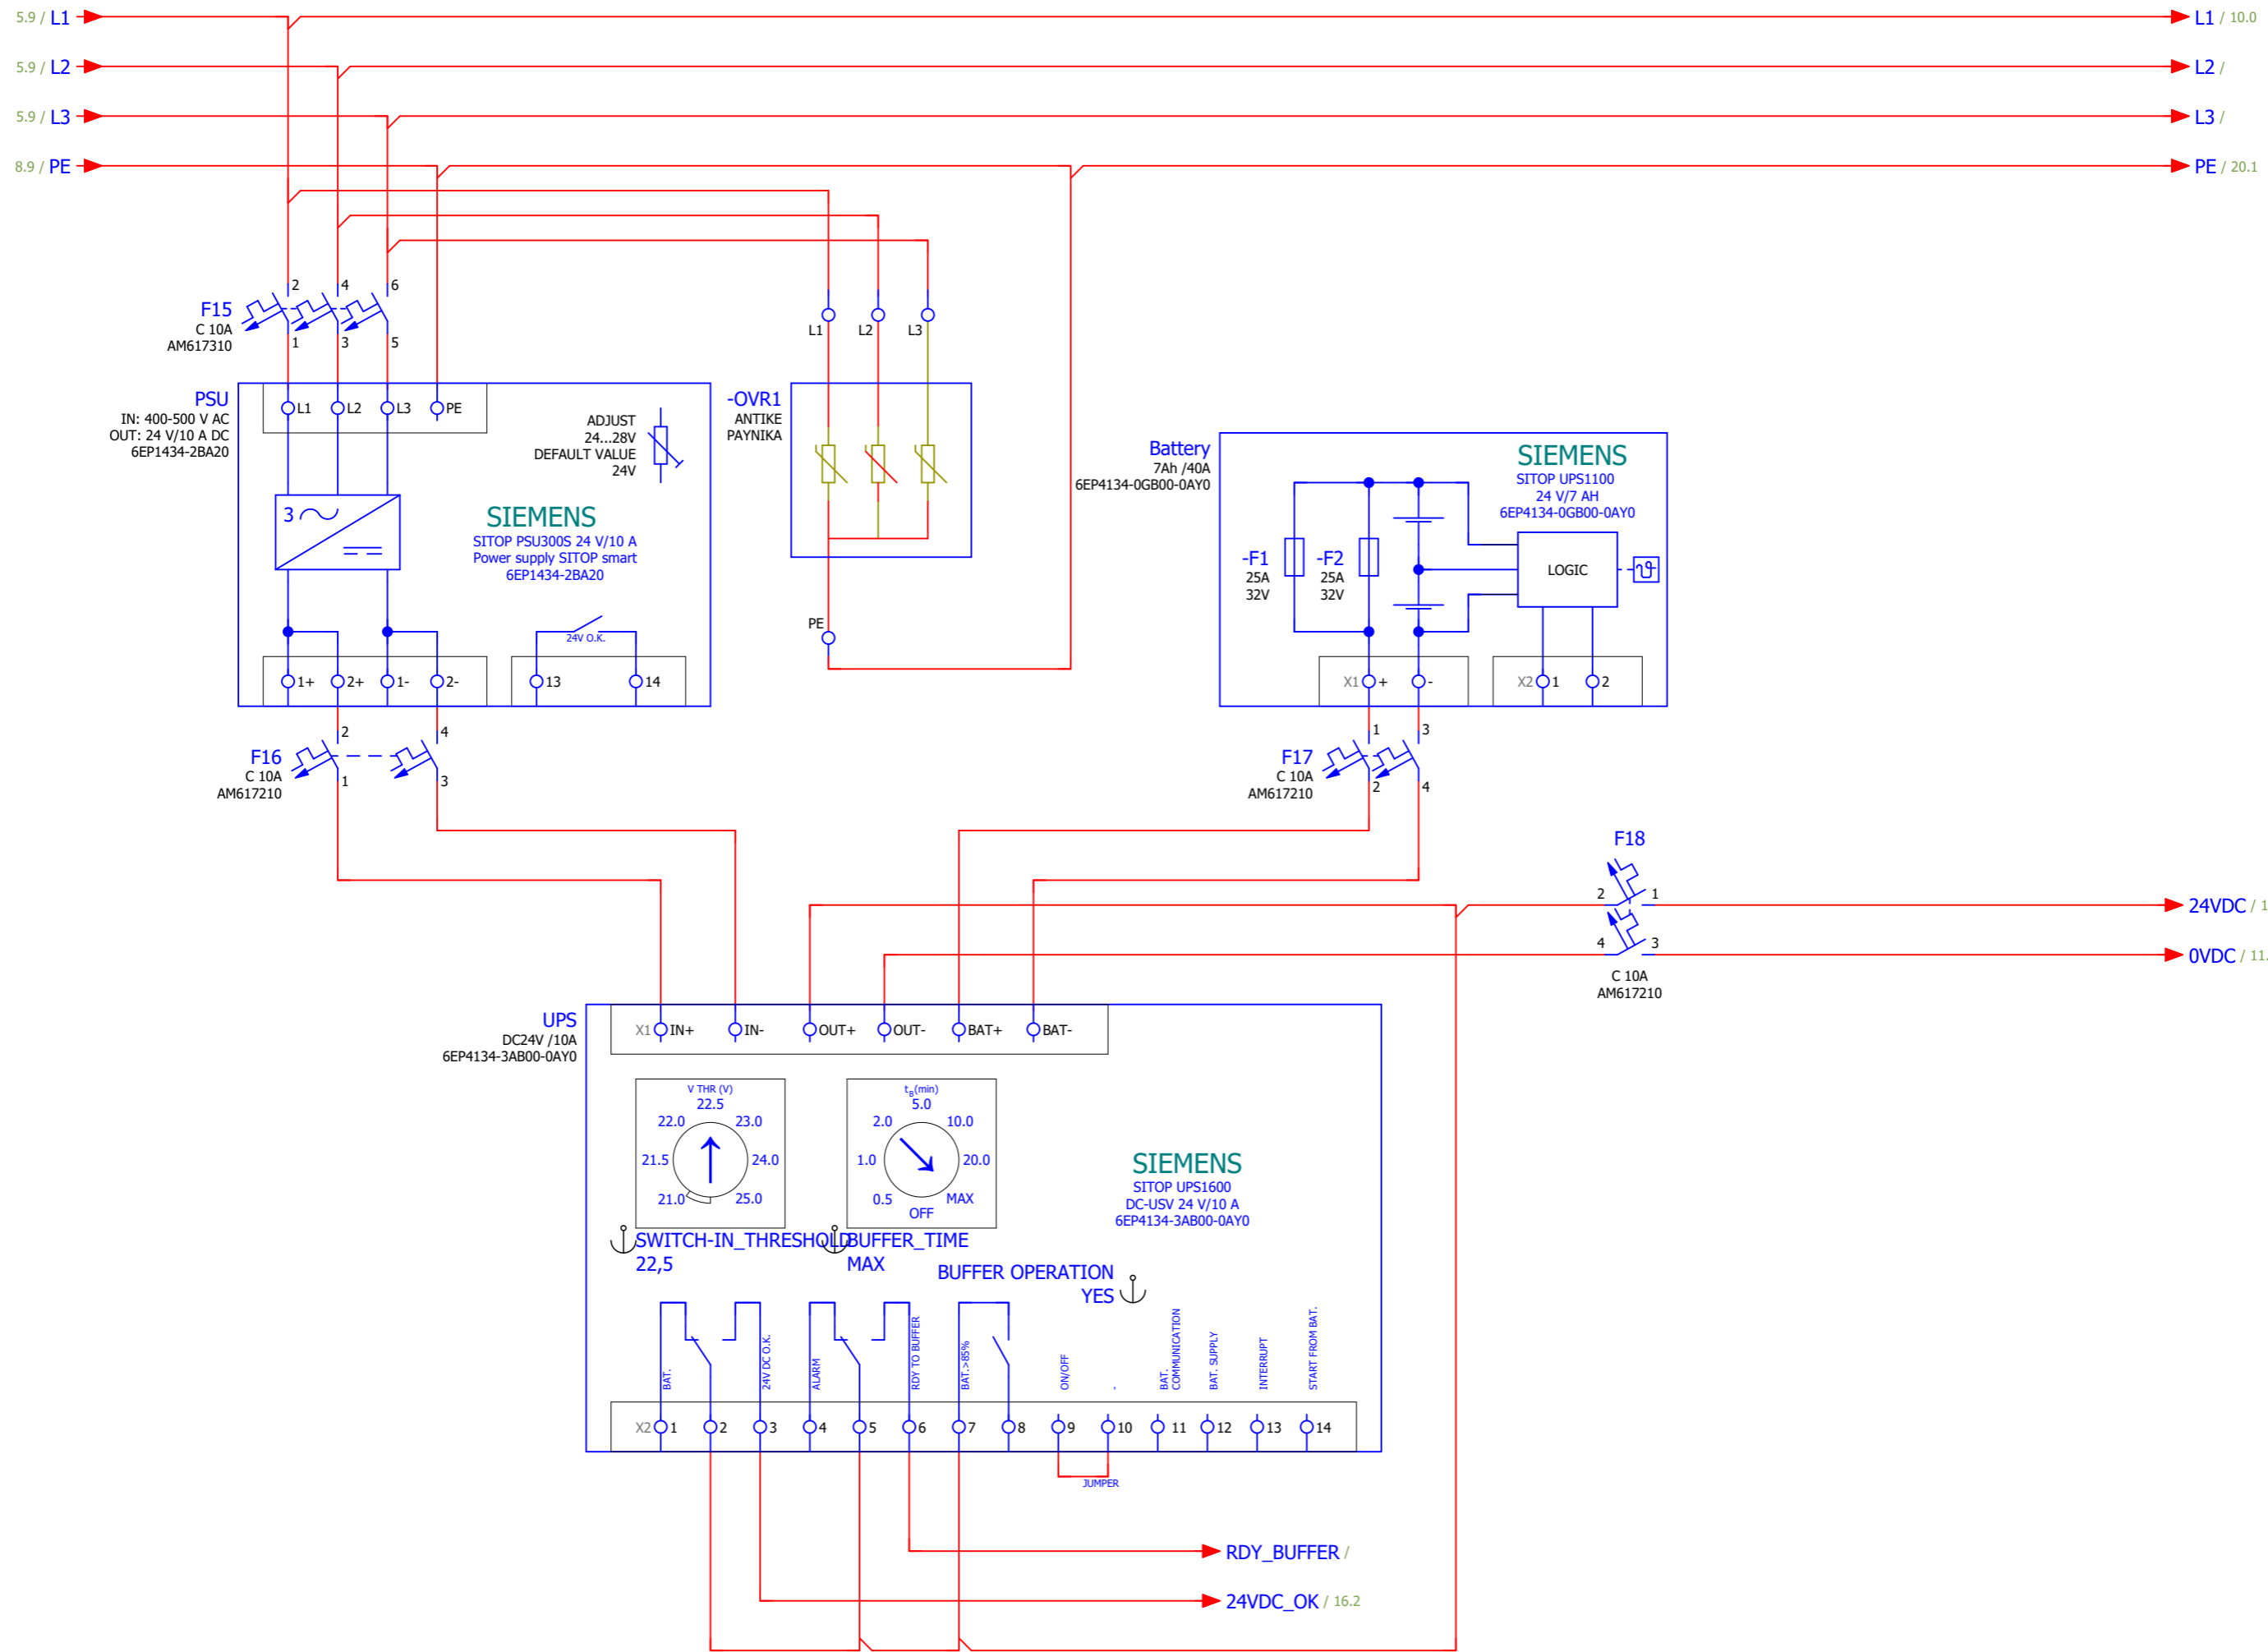 5.9 / L1
L1 / 10.0
5.9 / L2
L2 /
5.9 / L3
L3 /
8.9 / PE
PE / 20.1
F15
C 10A
AM617310
2
4
6
1
3
5
L1
L2
L3
PSU
IN: 400-500 V AC
OUT: 24 V/10 A DC
6EP1434-2BA20
L1
L2
L3
PE
ADJUST
24...28V
DEFAULT VALUE
24V
3
SIEMENS
SITOP PSU300S 24 V/10 A
Power supply SITOP smart
6EP1434-2BA20
24V O.K.
1+
2+
1-
2-
13
14
-OVR1
ANTIKE
PAYNIKA
PE
Battery
7Ah /40A
6EP4134-0GB00-0AY0
SIEMENS
SITOP UPS1100
24 V/7 AH
6EP4134-0GB00-0AY0
-F1
25A
32V
-F2
25A
32V
LOGIC
ϑ
X1
+
-
X2
1
2
F16
C 10A
AM617210
2
4
1
3
F17
C 10A
AM617210
1
3
2
4
F18
2
1
4
3
C 10A
AM617210
24VDC / 1
0VDC / 11.
UPS
DC24V /10A
6EP4134-3AB00-0AY0
X1
IN+
IN-
OUT+
OUT-
BAT+
BAT-
V THR (V)
22.5
22.0
23.0
21.5
24.0
21.0
25.0
tB(min)
5.0
2.0
10.0
1.0
20.0
0.5
MAX
OFF
SIEMENS
SITOP UPS1600
DC-USV 24 V/10 A
6EP4134-3AB00-0AY0
SWITCH-IN_THRESHOLD
22,5
BUFFER_TIME
MAX
BUFFER OPERATION
YES
BAT.
24V DC O.K.
ALARM
RDY TO BUFFER
BAT.>85%
ON/OFF
-
BAT.
COMMUNICATION
BAT. SUPPLY
INTERRUPT
START FROM BAT.
X2
1
2
3
4
5
6
7
8
9
10
11
12
13
14
JUMPER
RDY_BUFFER /
24VDC_OK / 16.2